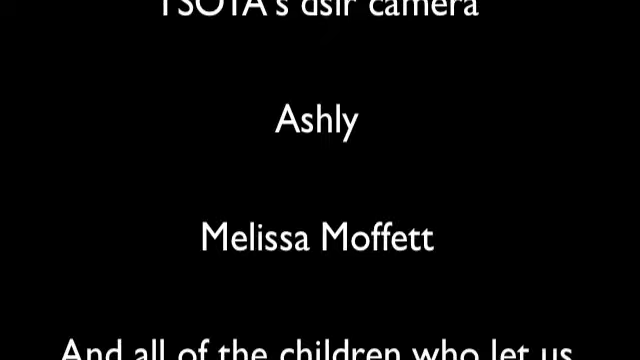 TSOTA's dslr camera
Ashly
Melissa Moffett
And all of the children who let us